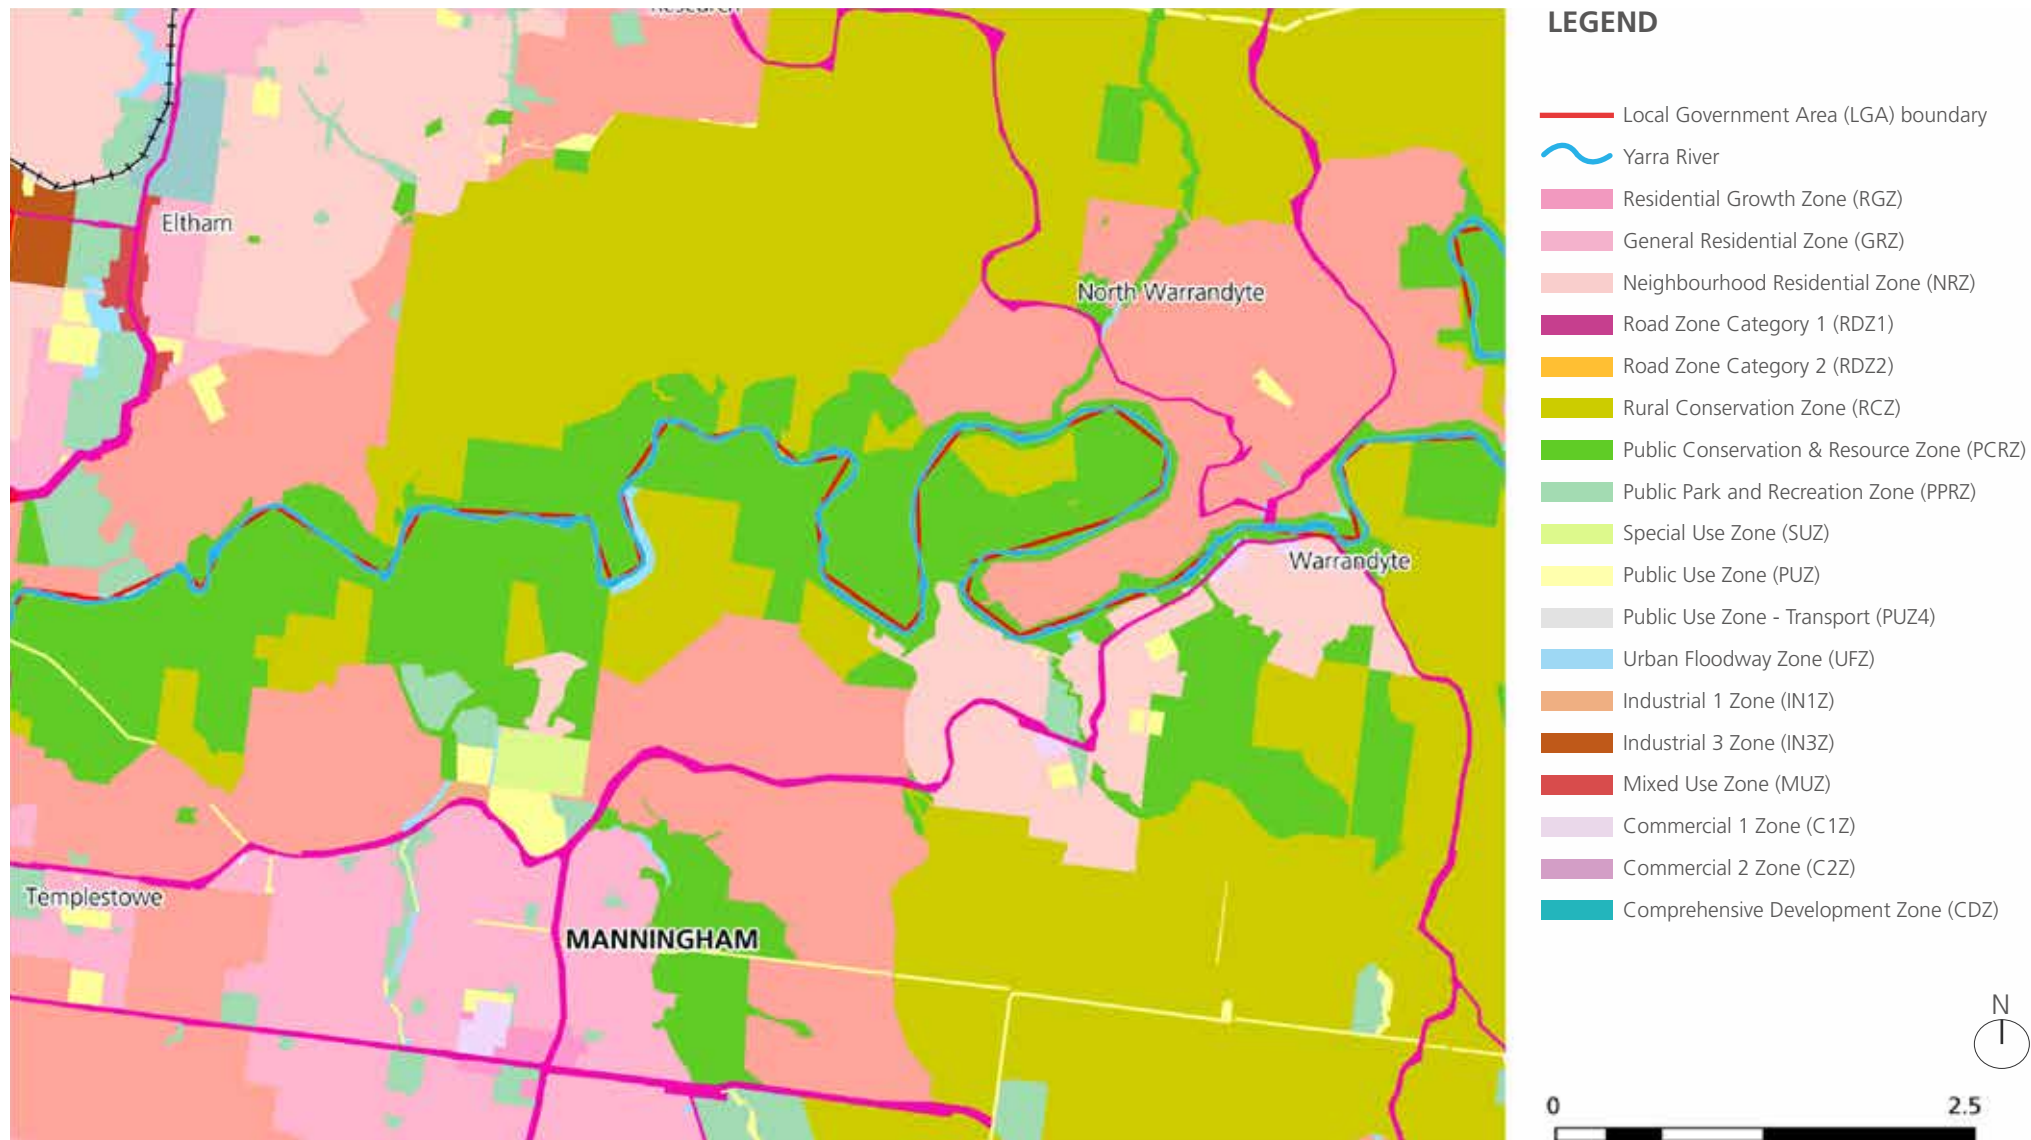 Research
LEGEND
Local Government Area (LGA) boundary
Yarra River
Residential Growth Zone (RGZ)
Eltham
General Residential Zone (GRZ)
Neighbourhood Residential Zone (NRZ)
North Warrandyte
Road Zone Category 1 (RDZ1)
Road Zone Category 2 (RDZ2)
Rural Conservation Zone (RCZ)
Public Conservation & Resource Zone (PCRZ)
Public Park and Recreation Zone (PPRZ)
Special Use Zone (SUZ)
Warrandyte
Public Use Zone (PUZ)
Public Use Zone - Transport (PUZ4)
Urban Floodway Zone (UFZ)
Industrial 1 Zone (IN1Z)
Industrial 3 Zone (IN3Z)
Mixed Use Zone (MUZ)
Commercial 1 Zone (C1Z)
Commercial 2 Zone (C2Z)
Templestowe
Comprehensive Development Zone (CDZ)
MANNINGHAM
N
0 2.5